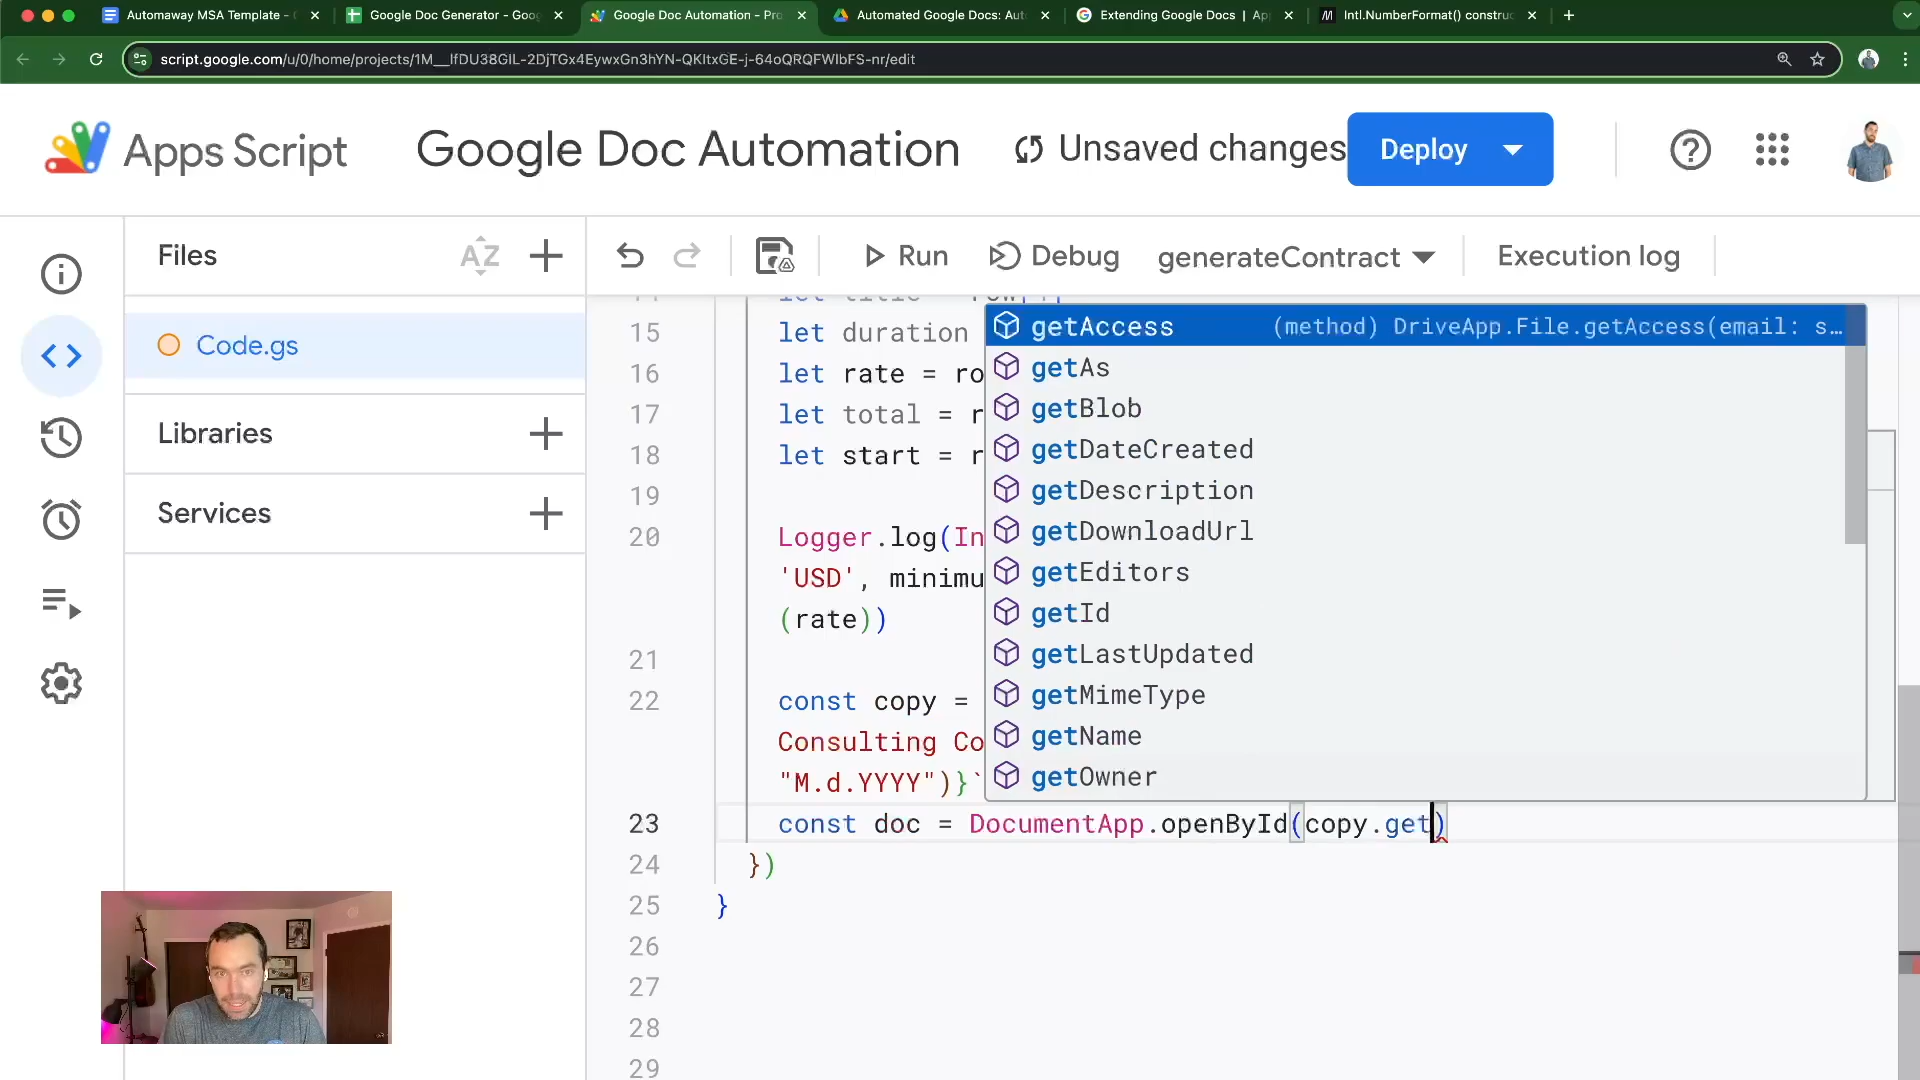 Automaway MSA Template -
Google Doc Generator - Goo
Google Doc Automation - Pro
Automated Google Docs: Aut
Extending Google Docs | Ap
Intl.NumberFormat() construc
script.google.com/u/0/home/projects/1M__lfDU38GIL-2DjTGx4EywxGn3hYN-QKltxGE-j-64oQRQFWlbFS-nr/edit
Apps Script
Google Doc Automation
Unsaved changes
Deploy
Files
AZ
Run
Debug
generateContract
Execution log
Code.gs
Libraries
Services
15 let duration
16 let rate = ro
17 let total = r
18 let start = r
19
20 Logger.log(In
'USD', minimu
(rate))
21
22 const copy =
Consulting Co
"M.d.YYYY")}`
23 const doc = DocumentApp.openById(copy.get)
24 })
25 }
26
27
28
29
getAccess (method) DriveApp.File.getAccess(email: s…
getAs
getBlob
getDateCreated
getDescription
getDownloadUrl
getEditors
getId
getLastUpdated
getMimeType
getName
getOwner